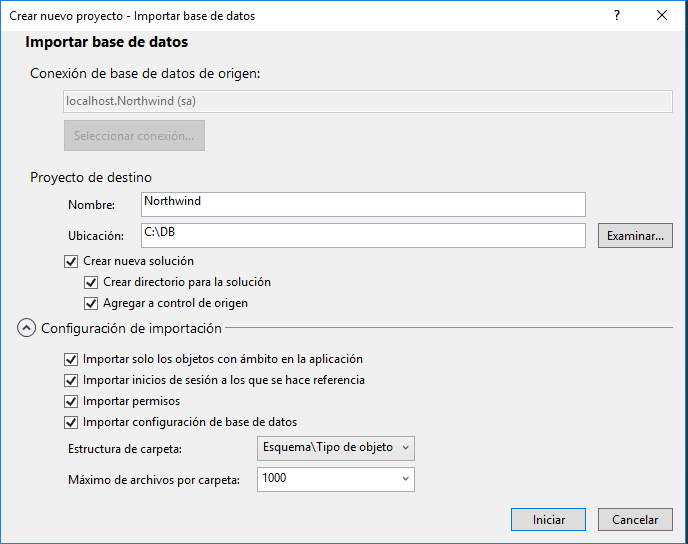 Crear nuevo proyecto - Importar base de datos
Importar base de datos
Conexión de base de datos de origen:
localhost.Northwind (sa)
Seleccionar conexión...
Proyecto de destino
Nombre: Northwind
Ubicación: C:\DB Examinar...
Crear nueva solución
Crear directorio para la solución
Agregar a control de origen
Configuración de importación
Importar solo los objetos con ámbito en la aplicación
Importar inicios de sesión a los que se hace referencia
Importar permisos
Importar configuración de base de datos
Estructura de carpeta: Esquema\Tipo de objeto
Máximo de archivos por carpeta: 1000
Iniciar Cancelar